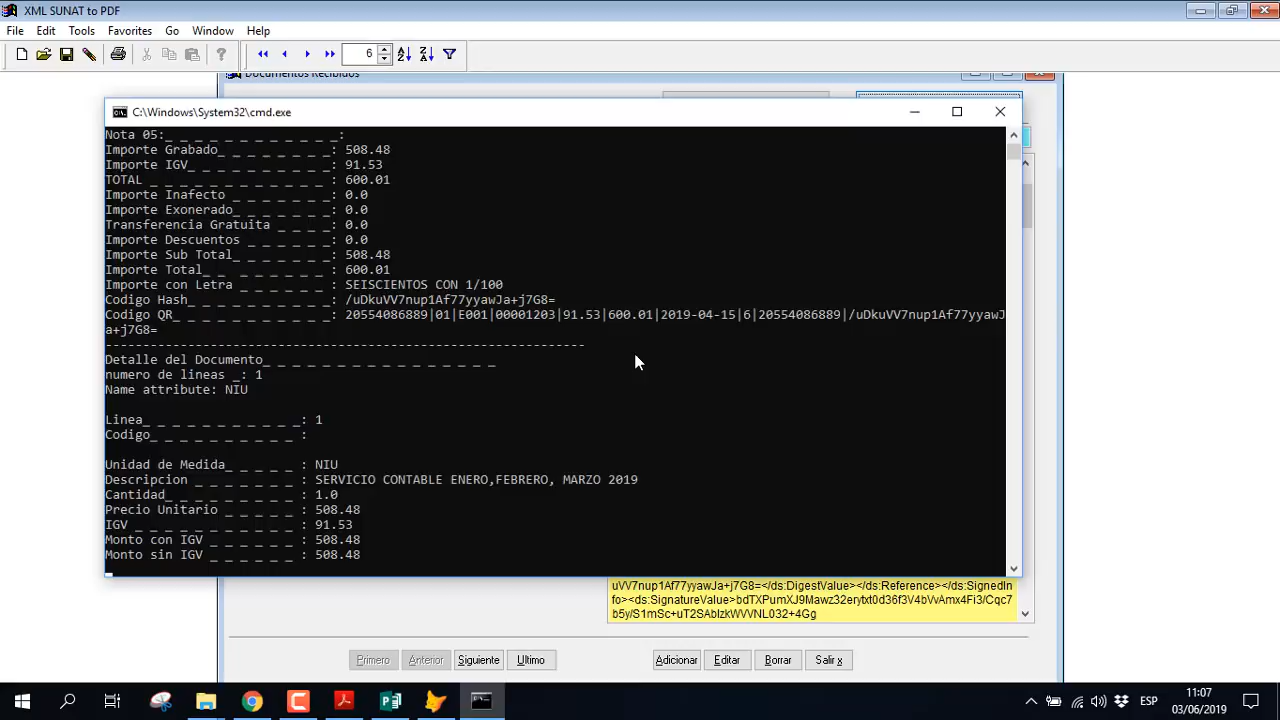 XML SUNAT to PDF
File Edit Tools Favorites Go Window Help
6
Documentos Recibidos
C:\Windows\System32\cmd.exe
Nota 05:_ _ _ _ _ _ _ _ _ _ _ _:
Importe Grabado_ _ _ _ _ _ _ _ : 508.48
Importe IGV_ _ _ _ _ _ _ _ _ _ : 91.53
TOTAL _ _ _ _ _ _ _ _ _ _ _ _ : 600.01
Importe Inafecto _ _ _ _ _ _ _ : 0.0
Importe Exonerado_ _ _ _ _ _ _ : 0.0
Transferencia Gratuita _ _ _ _ : 0.0
Importe Descuentos _ _ _ _ _ _ : 0.0
Importe Sub Total_ _ _ _ _ _ _ : 508.48
Importe Total_ _ _ _ _ _ _ _ _ : 600.01
Importe con Letra _ _ _ _ _ _ : SEISCIENTOS CON 1/100
Codigo Hash_ _ _ _ _ _ _ _ _ _ : /uDkuVV7nup1Af77yyawJa+j7G8=
Codigo QR_ _ _ _ _ _ _ _ _ _ _ : 20554086889|01|E001|00001203|91.53|600.01|2019-04-15|6|20554086889|/uDkuVV7nup1Af77yyawJ
a+j7G8=
----------------------------------------------------------------
Detalle del Documento_ _ _ _ _ _ _ _ _ _ _ _ _ _ _ _
numero de lineas _: 1
Name attribute: NIU
Linea_ _ _ _ _ _ _ _ _ _ _: 1
Codigo_ _ _ _ _ _ _ _ _ _ :
Unidad de Medida_ _ _ _ _ : NIU
Descripcion _ _ _ _ _ _ _ : SERVICIO CONTABLE ENERO,FEBRERO, MARZO 2019
Cantidad_ _ _ _ _ _ _ _ _ : 1.0
Precio Unitario _ _ _ _ _ : 508.48
IGV _ _ _ _ _ _ _ _ _ _ _ : 91.53
Monto con IGV _ _ _ _ _ _ : 508.48
Monto sin IGV _ _ _ _ _ _ : 508.48
uVV7nup1Af77yyawJa+j7G8=</ds:DigestValue></ds:Reference></ds:SignedIn
fo><ds:SignatureValue>bdTXPumXJ9Mawz32erytxt0d36f3V4bVvAmx4Fi3/Cqc7
b5y/S1mSc+uT2SAbIzkWVVNL032+4Gg
Primero Anterior Siguiente Ultimo Adicionar Editar Borrar Salir x
ESP
11:07
03/06/2019